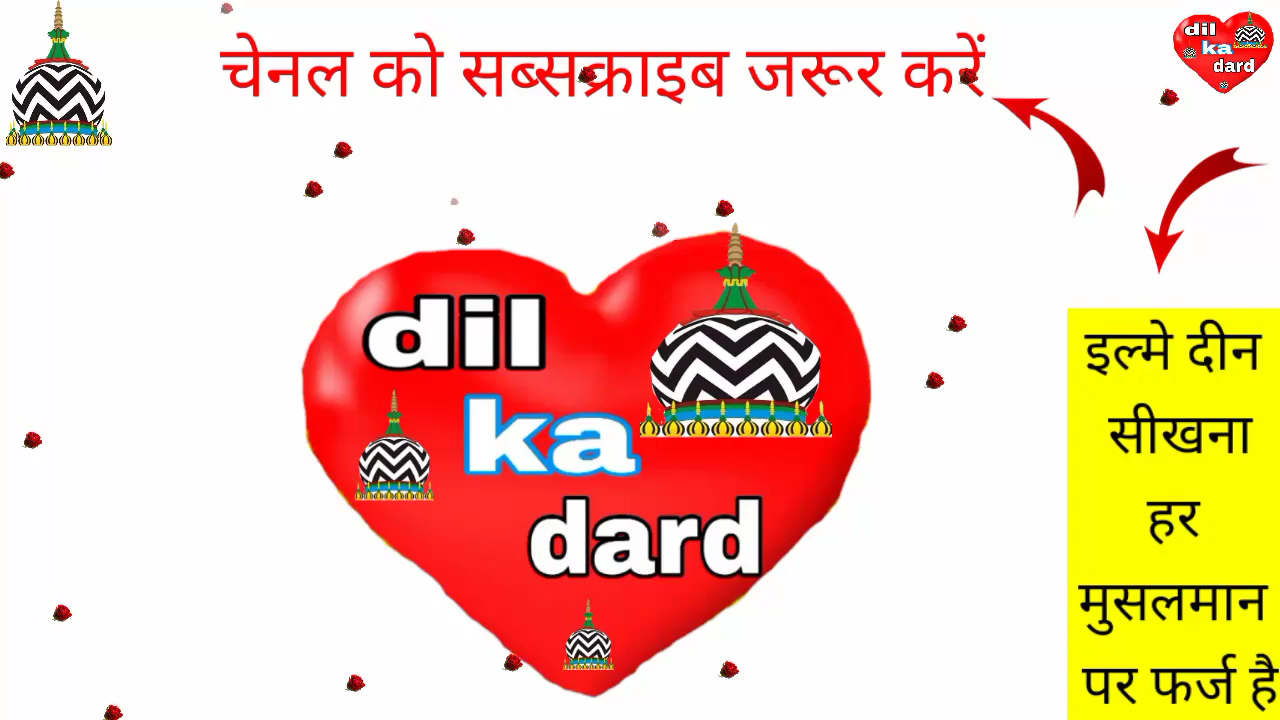 चेनल को सब्सक्राइब जरूर करें
dil
ka
dard
dil
ka
dard
इल्मे दीन
सीखना
हर
मुसलमान
पर फर्ज है